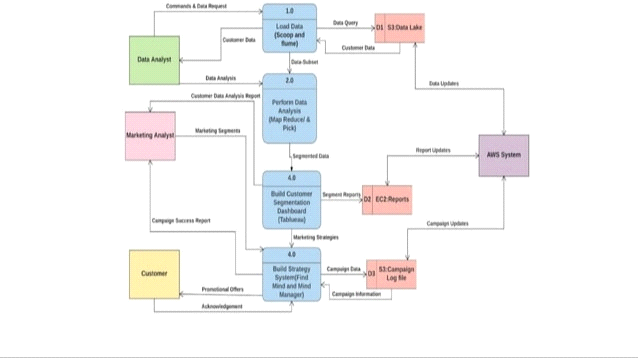 Commands & Data Request
1.0
Load Data
(Scoop and
flume)
Data Query
D1 S3:Data Lake
Customer Data
Customer Data
Data Analyst
Data-Subset
Data Analysis
2.0
Data Updates
Customer Data Analysis Report
Perform Data
Analysis
(Map Reduce/ &
Pick)
Marketing Analyst
Marketing Segments
Report Updates
AWS System
Segmented Data
4.0
Build Customer
Segmentation
Dashboard
(Tableau)
Segment Reports
D2 EC2:Reports
Campaign Success Report
Campaign Updates
Marketing Strategies
4.0
Build Strategy
System(Find
Mind and Mind
Manager)
Campaign Data
D3 S3:Campaign
Log file
Customer
Promotional Offers
Campaign Information
Acknowledgement